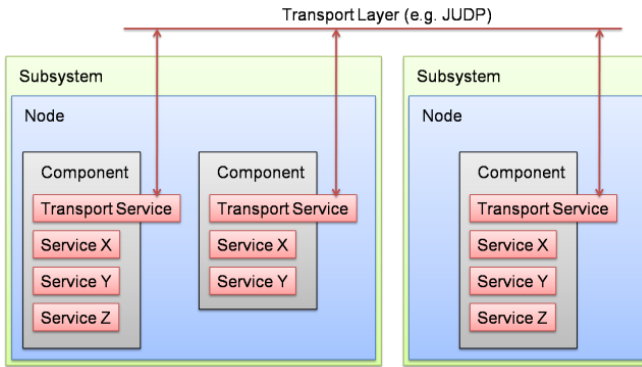 Transport Layer (e.g. JUDP)
Subsystem
Node
Component
Transport Service
Service X
Service Y
Service Z
Component
Transport Service
Service X
Service Y
Subsystem
Node
Component
Transport Service
Service X
Service Y
Service Z